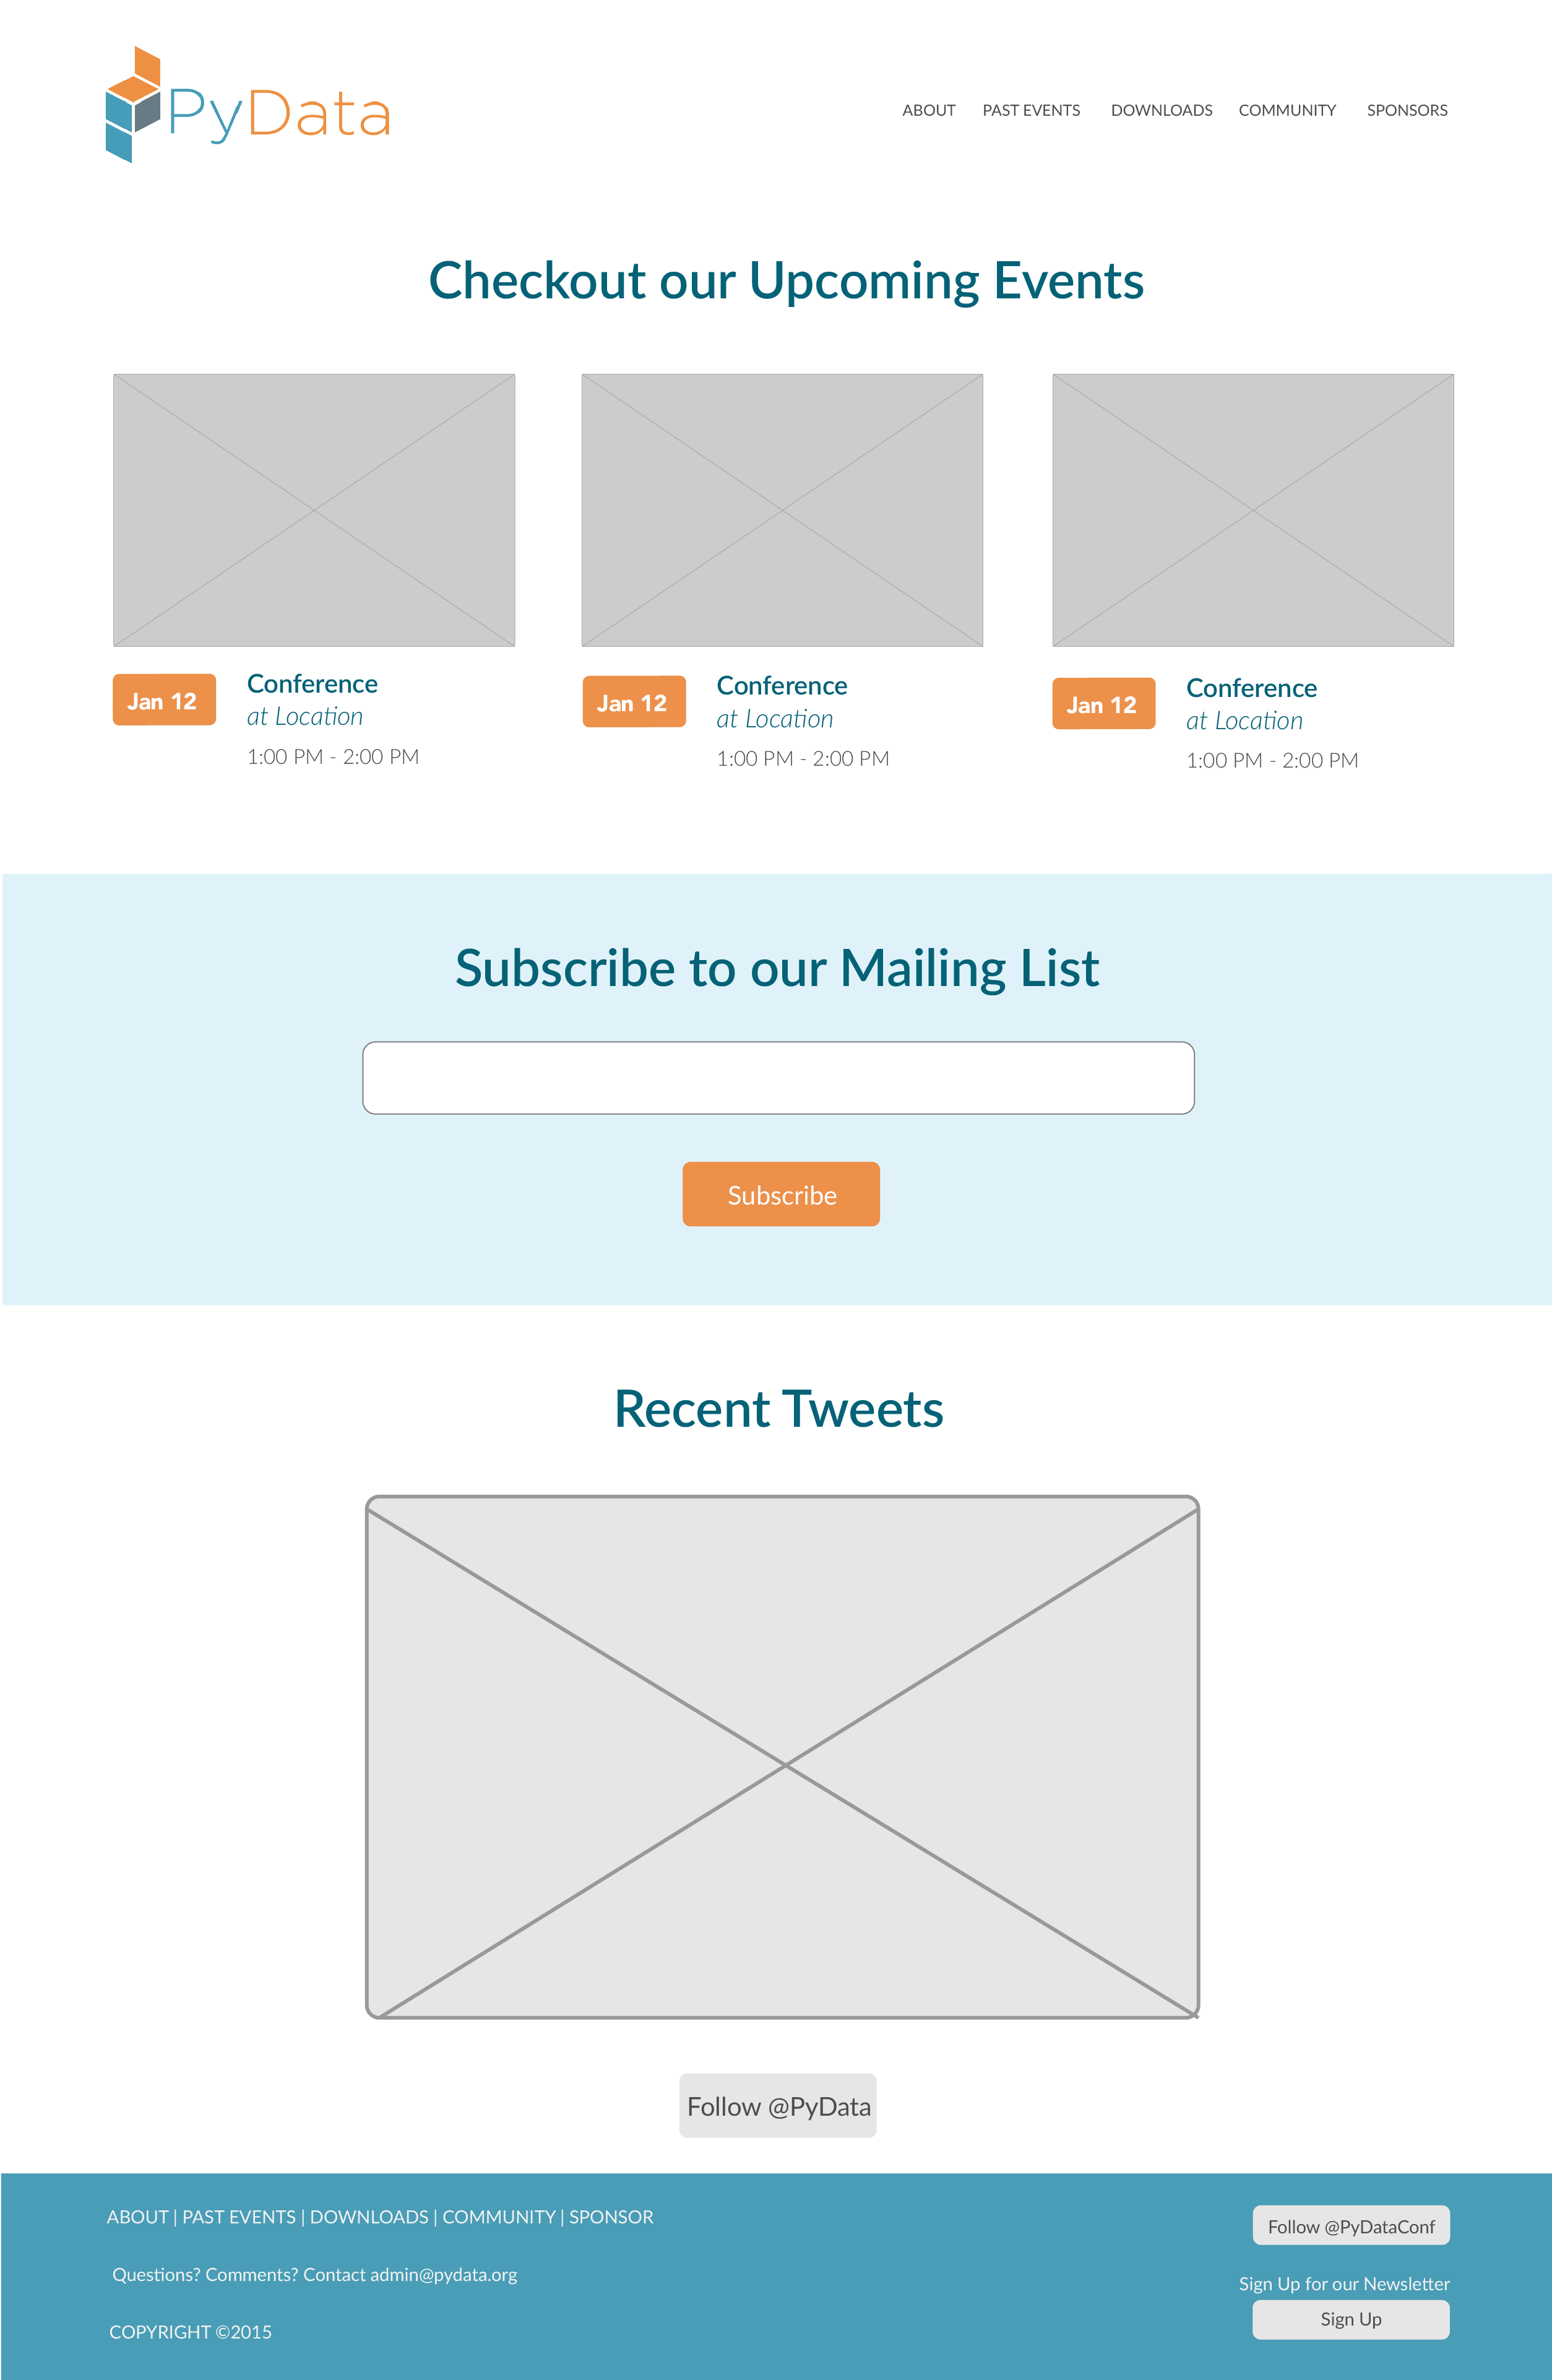 PyData
ABOUT PAST EVENTS DOWNLOADS COMMUNITY SPONSORS
Checkout our Upcoming Events
Jan 12
Conference
at Location
1:00 PM - 2:00 PM
Jan 12
Conference
at Location
1:00 PM - 2:00 PM
Jan 12
Conference
at Location
1:00 PM - 2:00 PM
Subscribe to our Mailing List
Subscribe
Recent Tweets
Follow @PyData
ABOUT | PAST EVENTS | DOWNLOADS | COMMUNITY | SPONSOR
Questions? Comments? Contact admin@pydata.org
COPYRIGHT ©2015
Follow @PyDataConf
Sign Up for our Newsletter
Sign Up